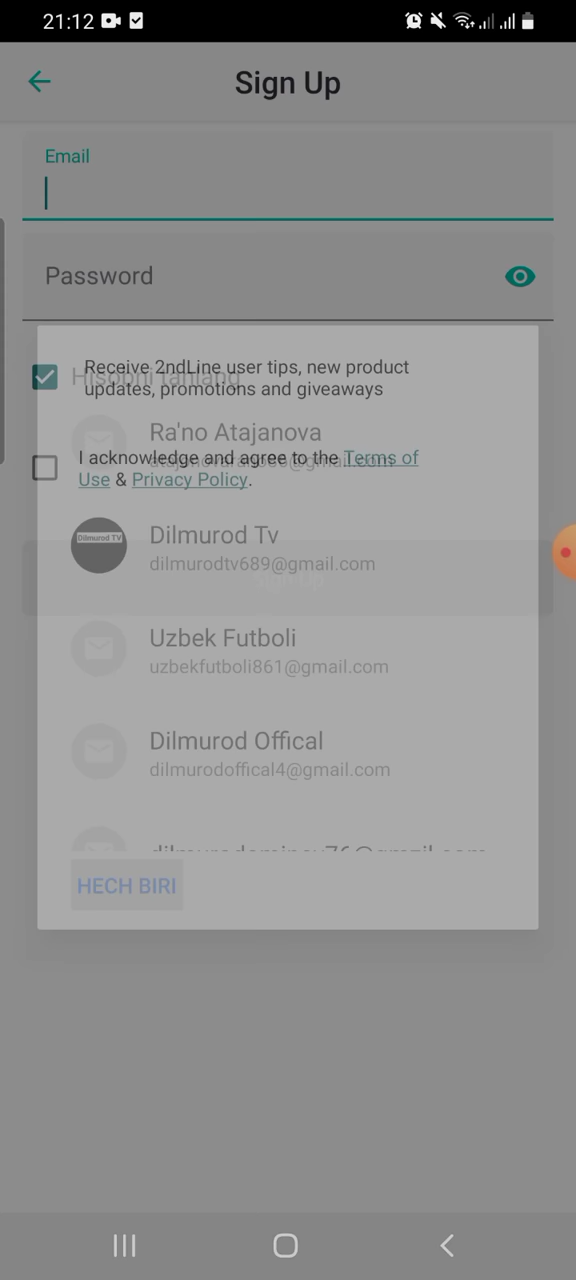 21:12
Sign Up
Email
Password
Hisobni tanlang
Receive 2ndLine user tips, new product
updates, promotions and giveaways
Ra'no Atajanova
I acknowledge and agree to the Terms of
Use & Privacy Policy.
Dilmurod TV
Dilmurod Tv
dilmurodtv689@gmail.com
Sign Up
Uzbek Futboli
uzbekfutboli861@gmail.com
Dilmurod Offical
dilmurodoffical4@gmail.com
HECH BIRI